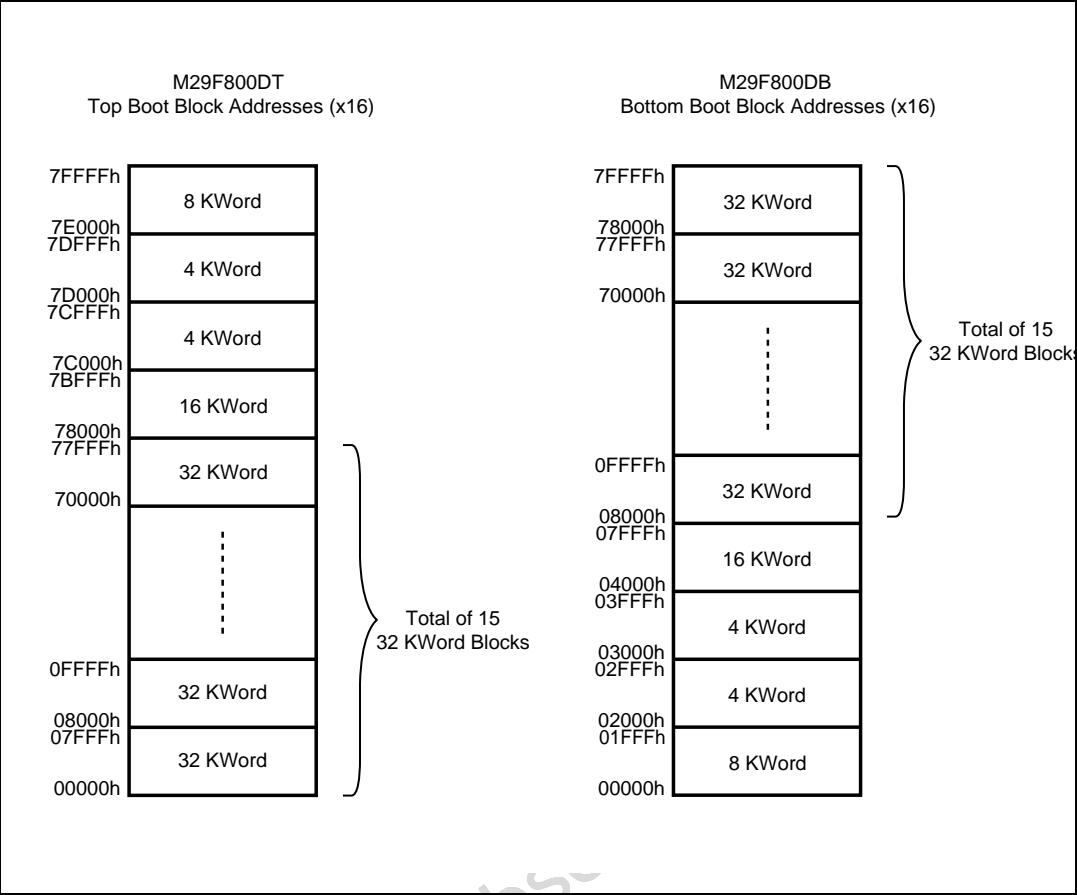 M29F800DT
Top Boot Block Addresses (x16)
7FFFFh
8 KWord
7E000h
7DFFFh
4 KWord
7D000h
7CFFFh
4 KWord
7C000h
7BFFFh
16 KWord
78000h
77FFFh
32 KWord
70000h
Total of 15
32 KWord Blocks
0FFFFh
32 KWord
08000h
07FFFh
32 KWord
00000h
M29F800DB
Bottom Boot Block Addresses (x16)
7FFFFh
32 KWord
78000h
77FFFh
32 KWord
70000h
Total of 15
32 KWord Blocks
0FFFFh
32 KWord
08000h
07FFFh
16 KWord
04000h
03FFFh
4 KWord
03000h
02FFFh
4 KWord
02000h
01FFFh
8 KWord
00000h